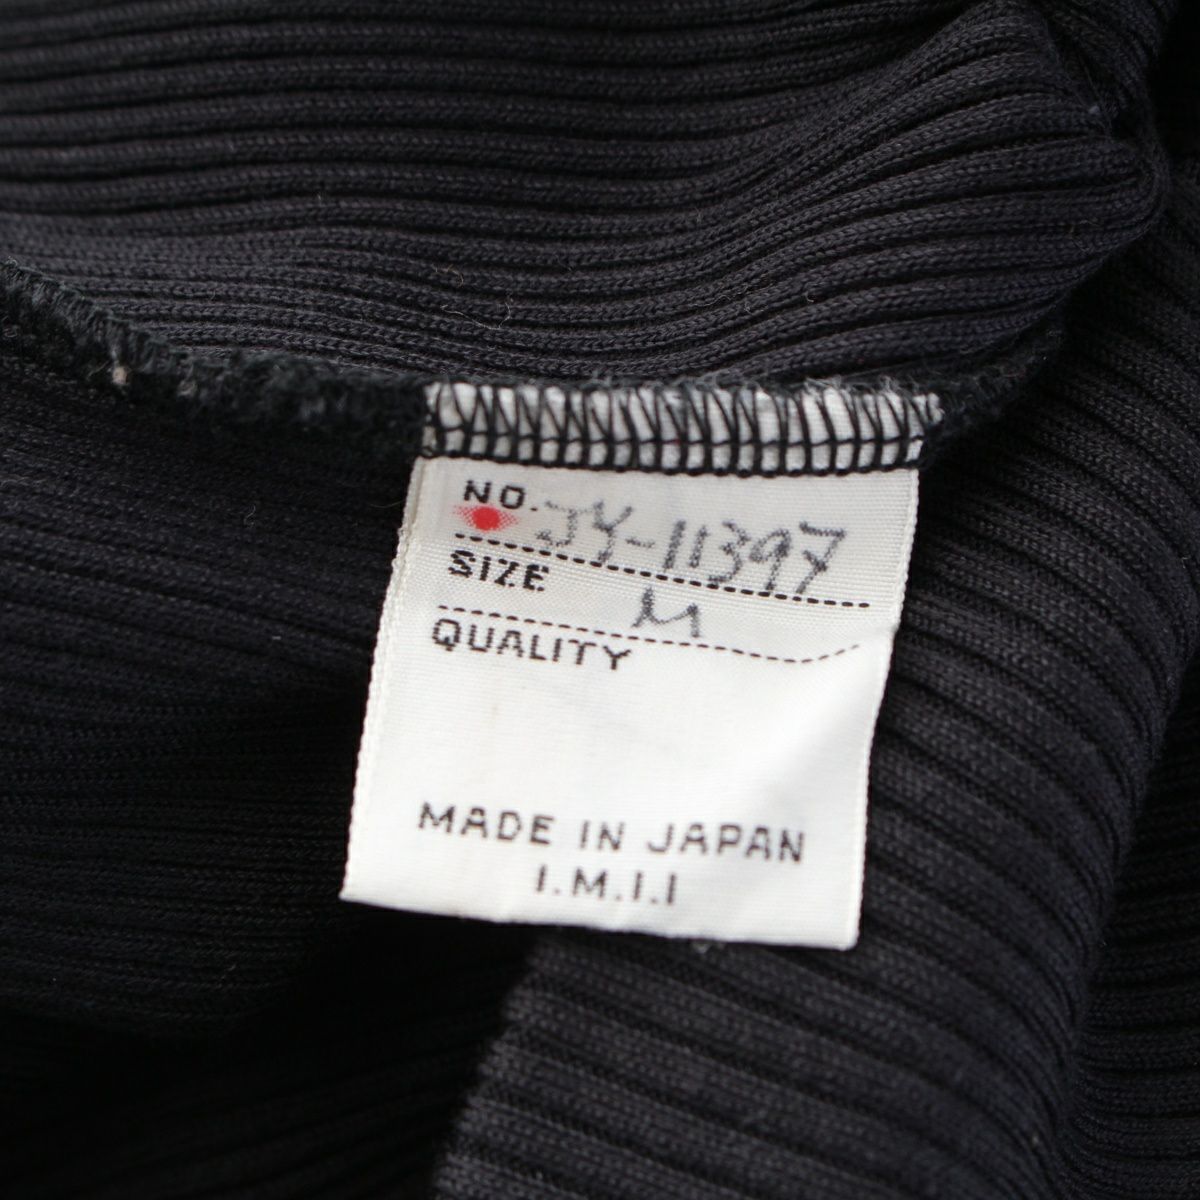 NO. JY-11397
SIZE M
QUALITY
MADE IN JAPAN
I.M.I.I